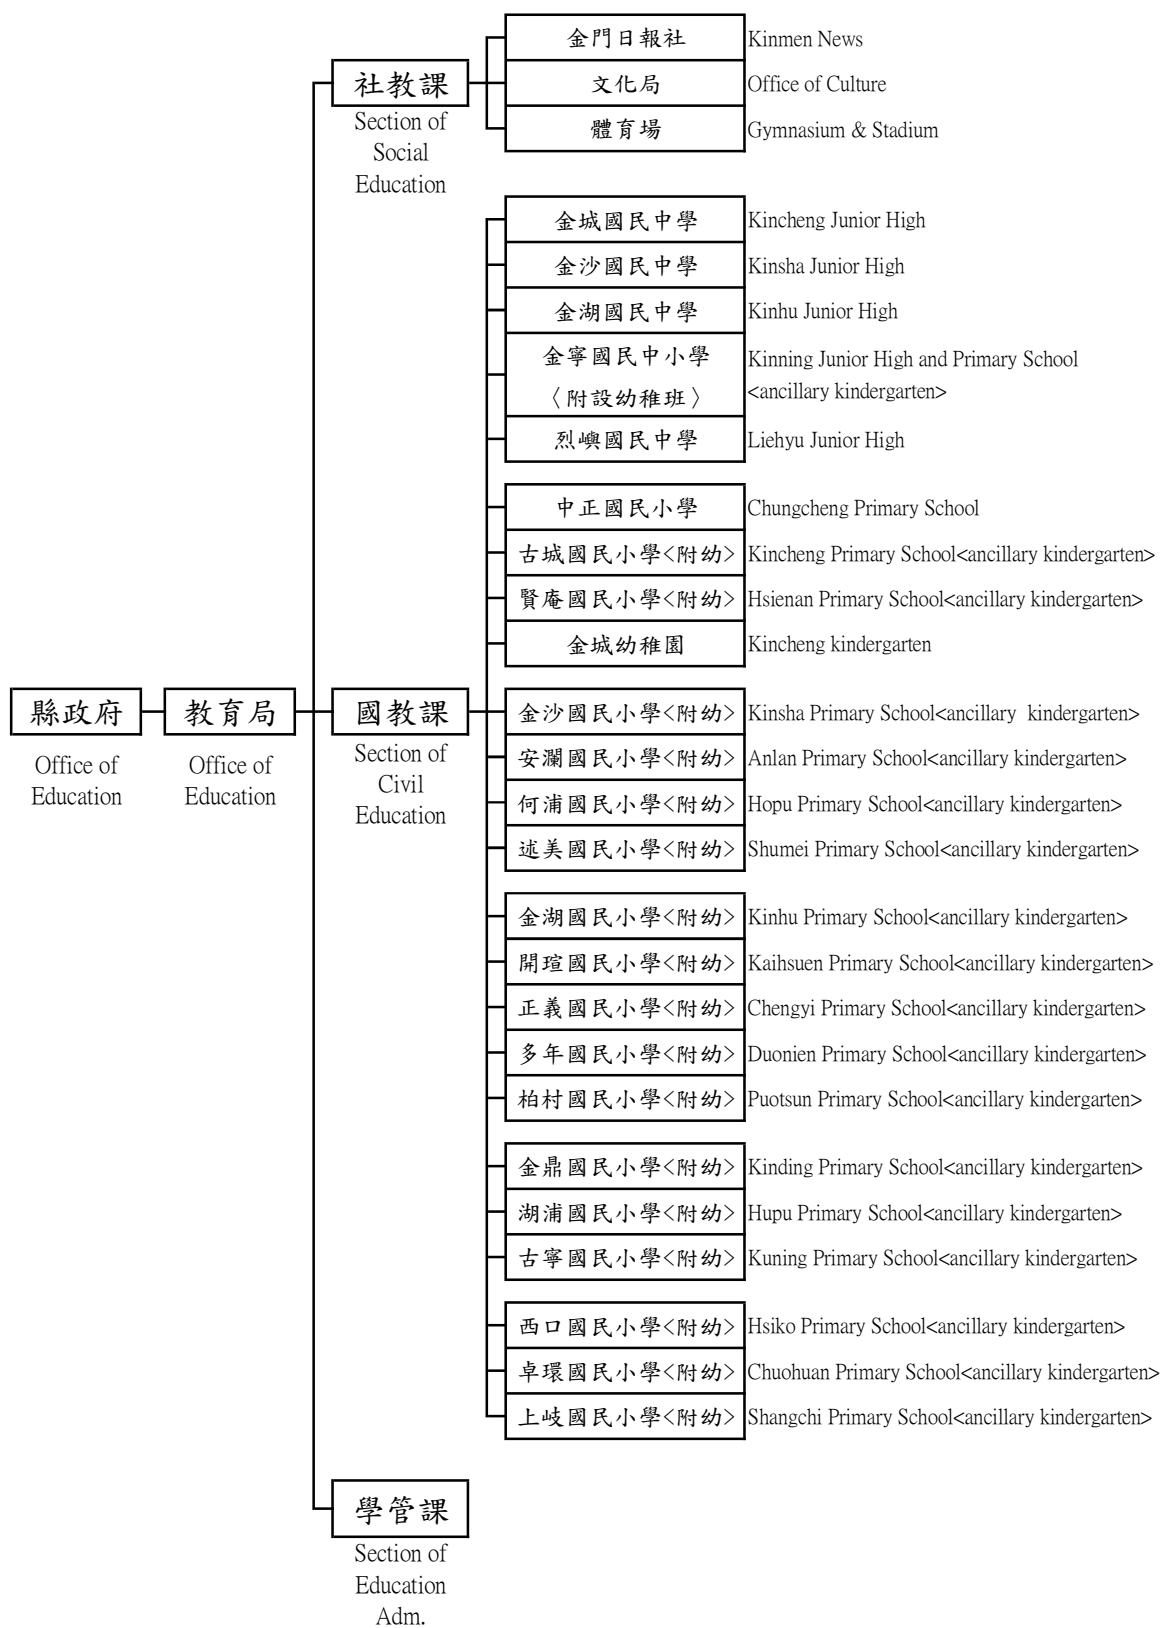 金門日報社 Kinmen News
社教課
文化局 Office of Culture
Section of
Social
Education
體育場 Gymnasium & Stadium
金城國民中學 Kincheng Junior High
金沙國民中學 Kinsha Junior High
金湖國民中學 Kinhu Junior High
金寧國民中小學 Kinning Junior High and Primary School
〈附設幼稚班〉 <ancillary kindergarten>
烈嶼國民中學 Liehyu Junior High
中正國民小學 Chungcheng Primary School
古城國民小學<附幼> Kincheng Primary School<ancillary kindergarten>
賢庵國民小學<附幼> Hsienan Primary School<ancillary kindergarten>
金城幼稚園 Kincheng kindergarten
縣政府
Office of
Education
教育局
Office of
Education
國教課
Section of
Civil
Education
金沙國民小學<附幼> Kinsha Primary School<ancillary kindergarten>
安瀾國民小學<附幼> Anlan Primary School<ancillary kindergarten>
何浦國民小學<附幼> Hopu Primary School<ancillary kindergarten>
述美國民小學<附幼> Shumei Primary School<ancillary kindergarten>
金湖國民小學<附幼> Kinhu Primary School<ancillary kindergarten>
開瑄國民小學<附幼> Kaihsuen Primary School<ancillary kindergarten>
正義國民小學<附幼> Chengyi Primary School<ancillary kindergarten>
多年國民小學<附幼> Duonien Primary School<ancillary kindergarten>
柏村國民小學<附幼> Puotsun Primary School<ancillary kindergarten>
金鼎國民小學<附幼> Kinding Primary School<ancillary kindergarten>
湖浦國民小學<附幼> Hupu Primary School<ancillary kindergarten>
古寧國民小學<附幼> Kuning Primary School<ancillary kindergarten>
西口國民小學<附幼> Hsiko Primary School<ancillary kindergarten>
卓環國民小學<附幼> Chuohuan Primary School<ancillary kindergarten>
上岐國民小學<附幼> Shangchi Primary School<ancillary kindergarten>
學管課
Section of
Education
Adm.